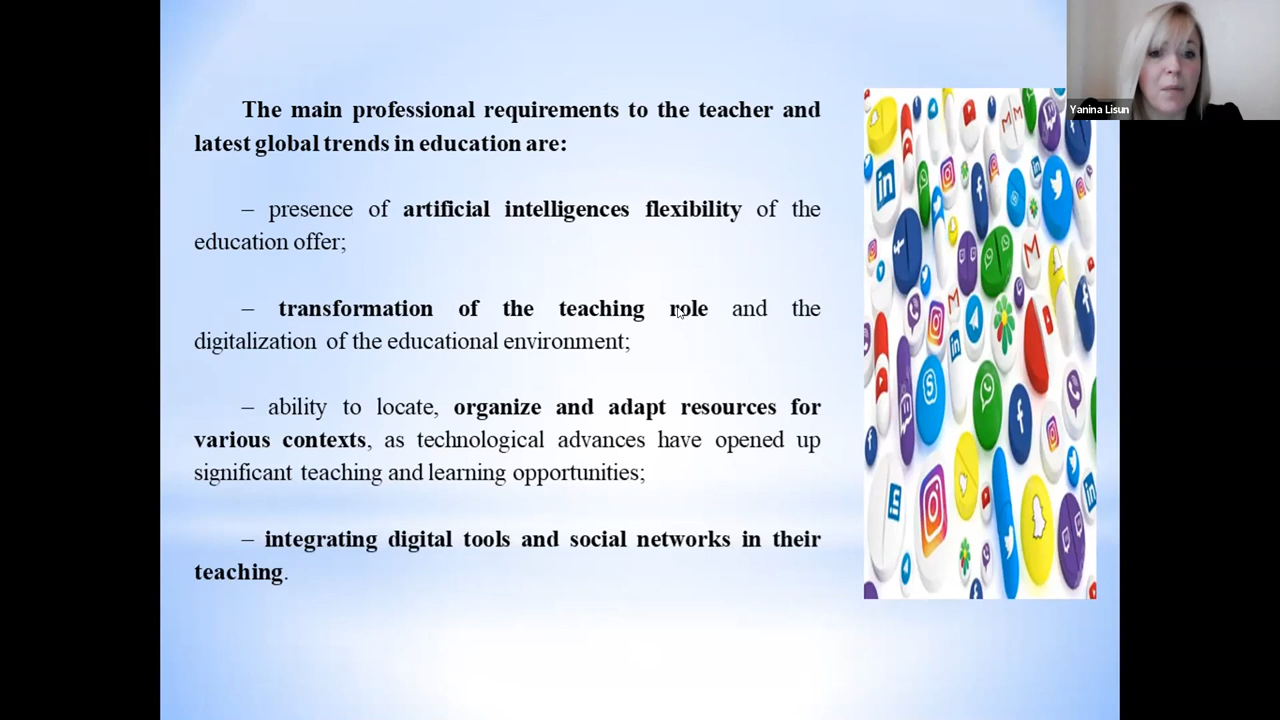 The main professional requirements to the teacher and
latest global trends in education are:
– presence of artificial intelligences flexibility of the
education offer;
– transformation of the teaching role and the
digitalization of the educational environment;
– ability to locate, organize and adapt resources for
various contexts, as technological advances have opened up
significant teaching and learning opportunities;
– integrating digital tools and social networks in their
teaching.
Yanina Lisun